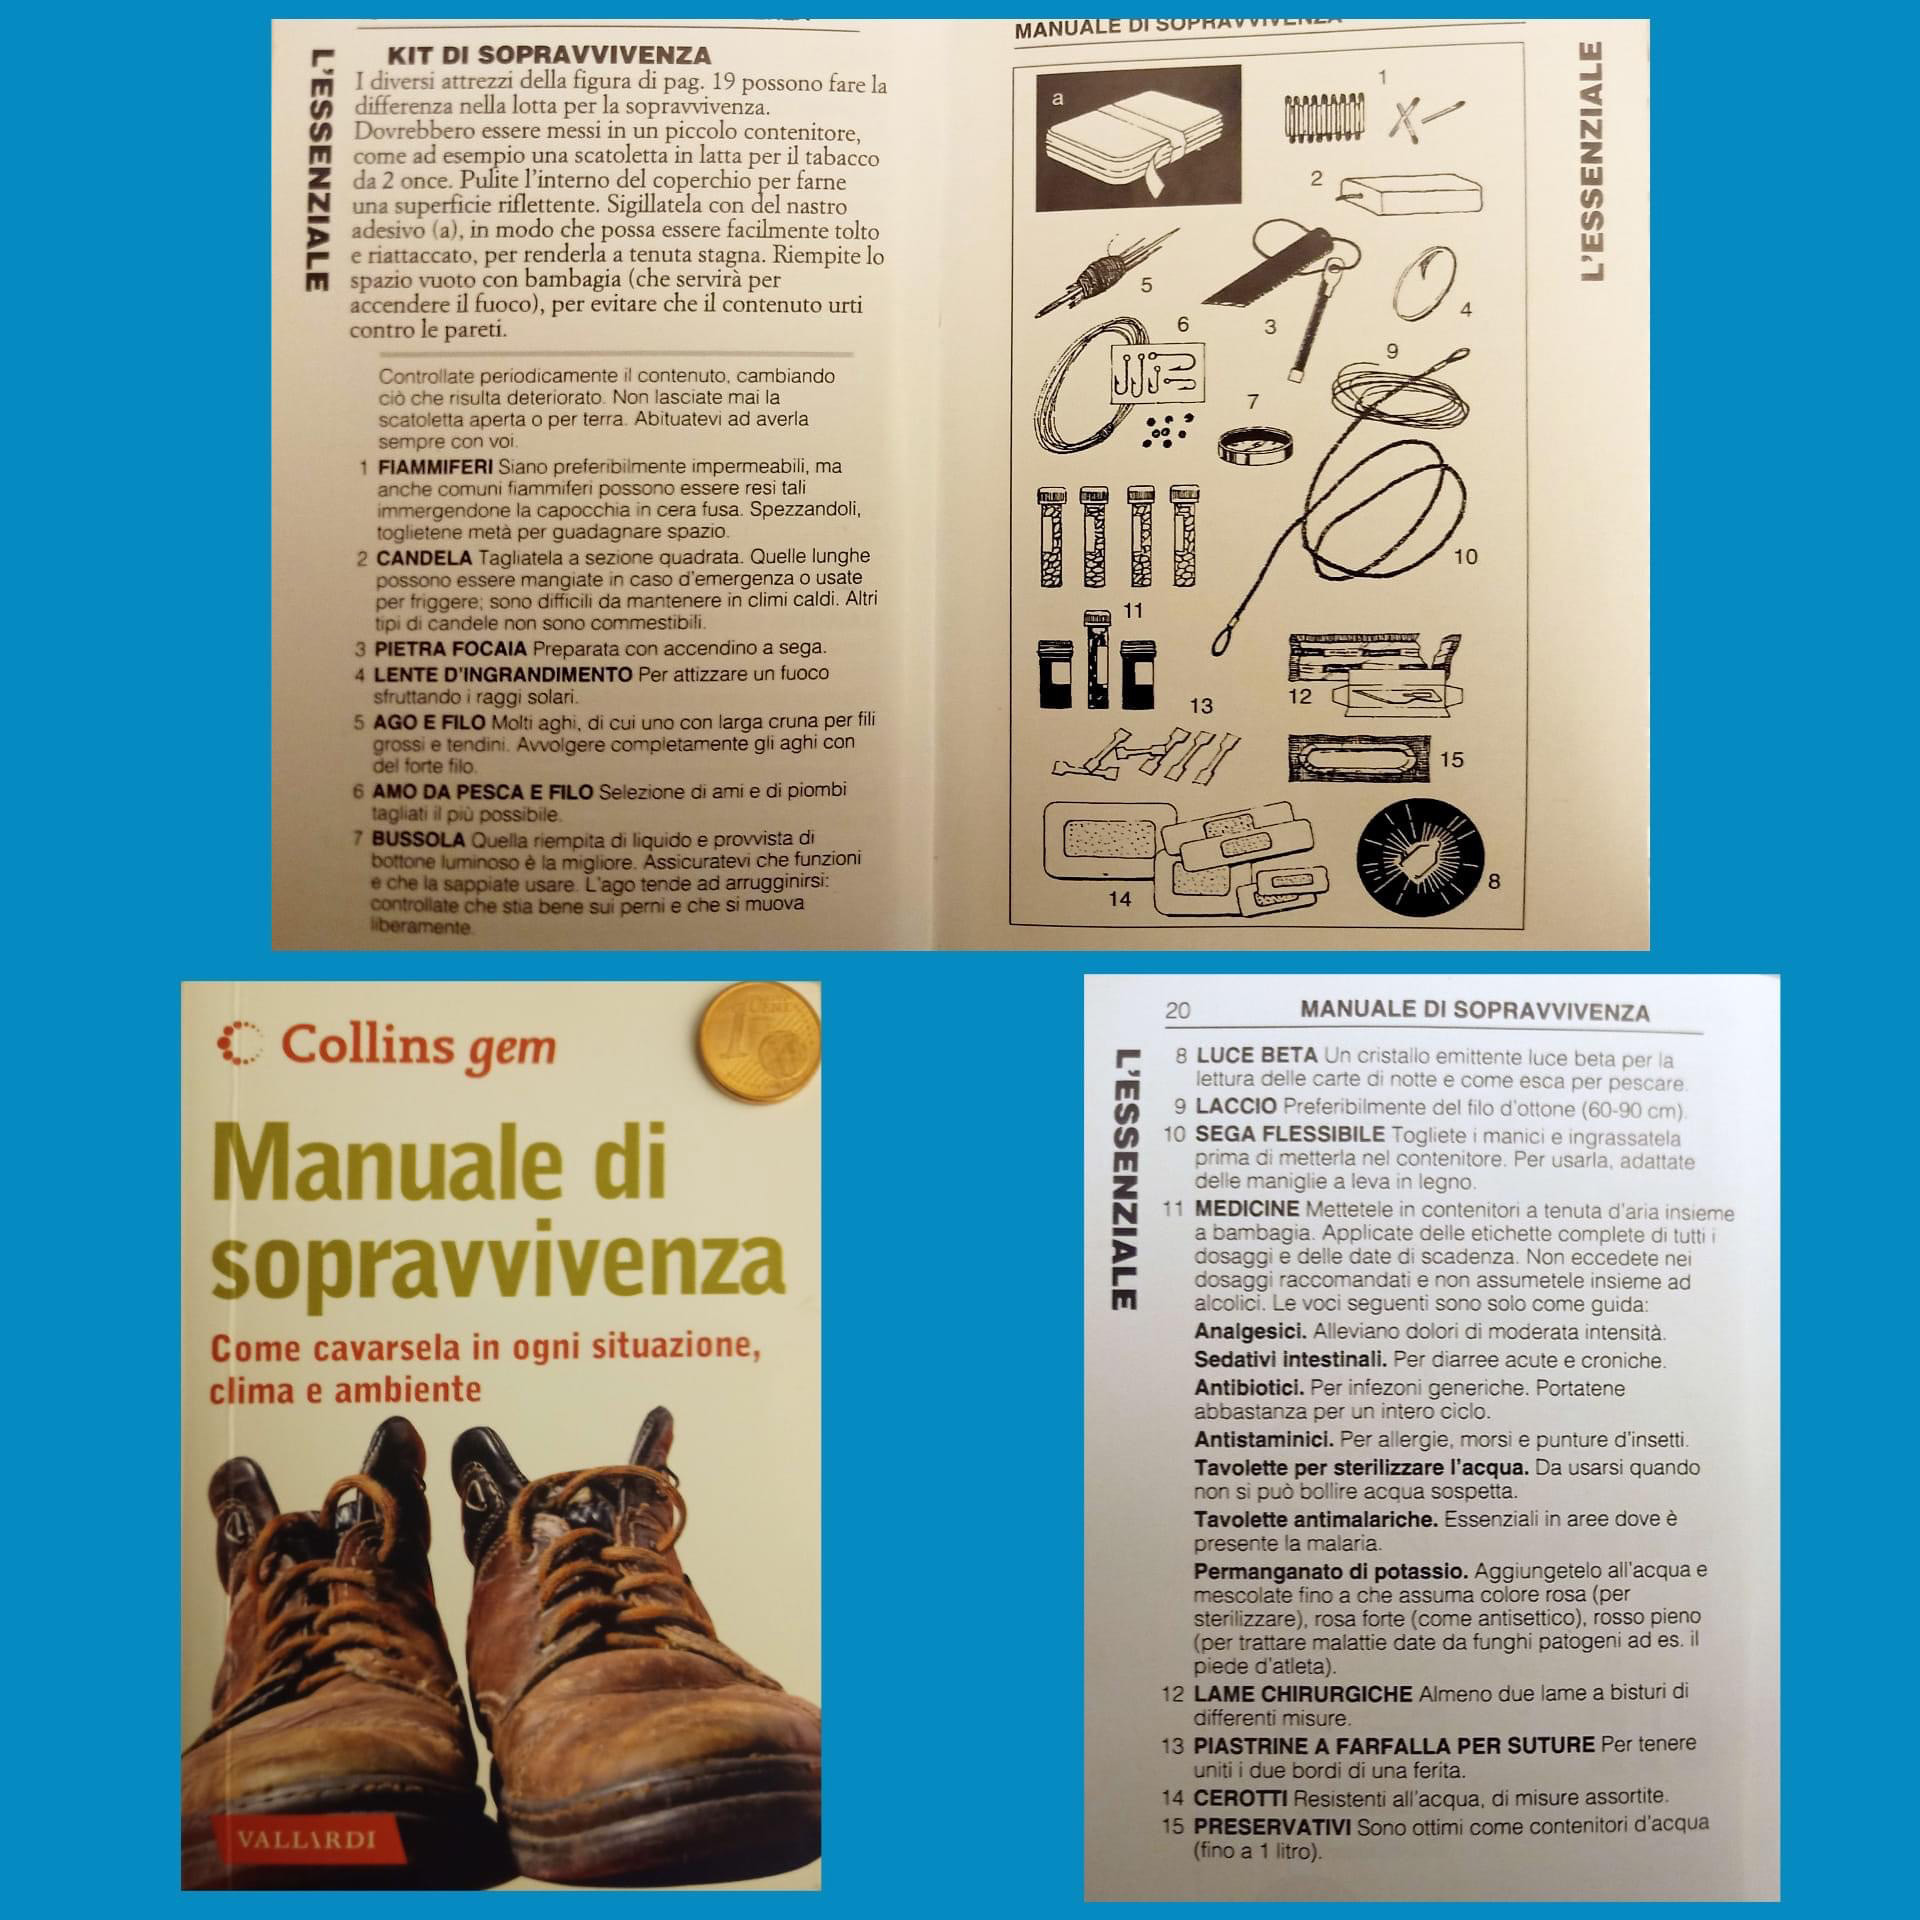 L'ESSENZIALE
KIT DI SOPRAVVIVENZA
I diversi attrezzi della figura di pag. 19 possono fare la
differenza nella lotta per la sopravvivenza.
Dovrebbero essere messi in un piccolo contenitore,
come ad esempio una scatoletta in latta per il tabacco
da 2 once. Pulite l'interno del coperchio per farne
una superficie riflettente. Sigillatela con del nastro
adesivo (a), in modo che possa essere facilmente tolto
e riattaccato, per renderla a tenuta stagna. Riempite lo
spazio vuoto con bambagia (che servirà per
accendere il fuoco), per evitare che il contenuto urti
contro le pareti.
Controllate periodicamente il contenuto, cambiando
ciò che risulta deteriorato. Non lasciate mai la
scatoletta aperta o per terra. Abituatevi ad averla
sempre con voi.
1 FIAMMIFERI Siano preferibilmente impermeabili, ma
anche comuni fiammiferi possono essere resi tali
immergendone la capocchia in cera fusa. Spezzandoli,
toglietene metà per guadagnare spazio.
2 CANDELA Tagliatela a sezione quadrata. Quelle lunghe
possono essere mangiate in caso d'emergenza o usate
per friggere; sono difficili da mantenere in climi caldi. Altri
tipi di candele non sono commestibili.
3 PIETRA FOCAIA Preparata con accendino a sega.
4 LENTE D'INGRANDIMENTO Per attizzare un fuoco
sfruttando i raggi solari.
5 AGO E FILO Molti aghi, di cui uno con larga cruna per fili
grossi e tendini. Avvolgere completamente gli aghi con
del forte filo.
6 AMO DA PESCA E FILO Selezione di ami e di piombi
tagliati il più possibile.
7 BUSSOLA Quella riempita di liquido e provvista di
bottone luminoso è la migliore. Assicuratevi che funzioni
e che la sappiate usare. L'ago tende ad arrugginirsi:
controllate che stia bene sui perni e che si muova
liberamente.
MANUALE DI SOPRAVVIVENZA
L'ESSENZIALE
a
1
2
5
3
4
6
9
7
10
11
12
13
15
14
8
Collins gem
Manuale di
sopravvivenza
Come cavarsela in ogni situazione,
clima e ambiente
VALLARDI
20 MANUALE DI SOPRAVVIVENZA
L'ESSENZIALE
8 LUCE BETA Un cristallo emittente luce beta per la
lettura delle carte di notte e come esca per pescare.
9 LACCIO Preferibilmente del filo d'ottone (60-90 cm).
10 SEGA FLESSIBILE Togliete i manici e ingrassatela
prima di metterla nel contenitore. Per usarla, adattate
delle maniglie a leva in legno.
11 MEDICINE Mettetele in contenitori a tenuta d'aria insieme
a bambagia. Applicate delle etichette complete di tutti i
dosaggi e delle date di scadenza. Non eccedete nei
dosaggi raccomandati e non assumetele insieme ad
alcolici. Le voci seguenti sono solo come guida:
Analgesici. Alleviano dolori di moderata intensità.
Sedativi intestinali. Per diarree acute e croniche.
Antibiotici. Per infezoni generiche. Portatene
abbastanza per un intero ciclo.
Antistaminici. Per allergie, morsi e punture d'insetti.
Tavolette per sterilizzare l'acqua. Da usarsi quando
non si può bollire acqua sospetta.
Tavolette antimalariche. Essenziali in aree dove è
presente la malaria.
Permanganato di potassio. Aggiungetelo all'acqua e
mescolate fino a che assuma colore rosa (per
sterilizzare), rosa forte (come antisettico), rosso pieno
(per trattare malattie date da funghi patogeni ad es. il
piede d'atleta).
12 LAME CHIRURGICHE Almeno due lame a bisturi di
differenti misure.
13 PIASTRINE A FARFALLA PER SUTURE Per tenere
uniti i due bordi di una ferita.
14 CEROTTI Resistenti all'acqua, di misure assortite.
15 PRESERVATIVI Sono ottimi come contenitori d'acqua
(fino a 1 litro).